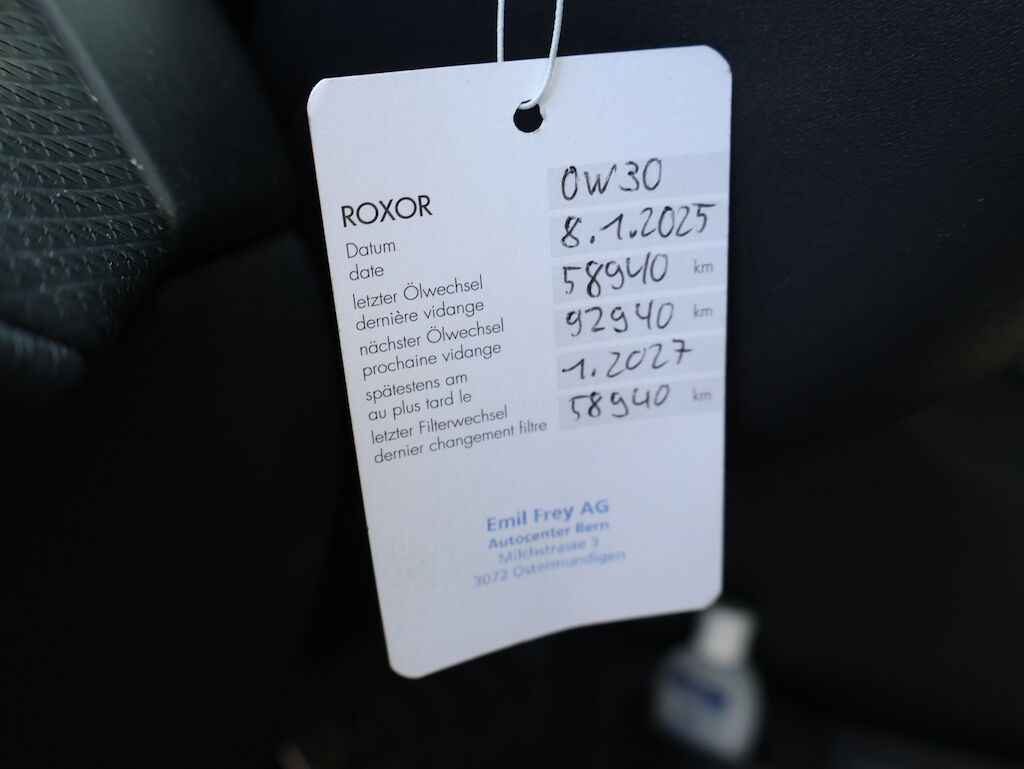 ROXOR 0W30
Datum
date 8.1.2025
letzter Ölwechsel
dernière vidange 58940 km
nächster Ölwechsel
prochaine vidange 92940 km
spätestens am
au plus tard le 1.2027
letzter Filterwechsel
dernier changement filtre 58940 km
Emil Frey AG
Autocenter Bern
Milchstrasse 3
3072 Ostermundigen